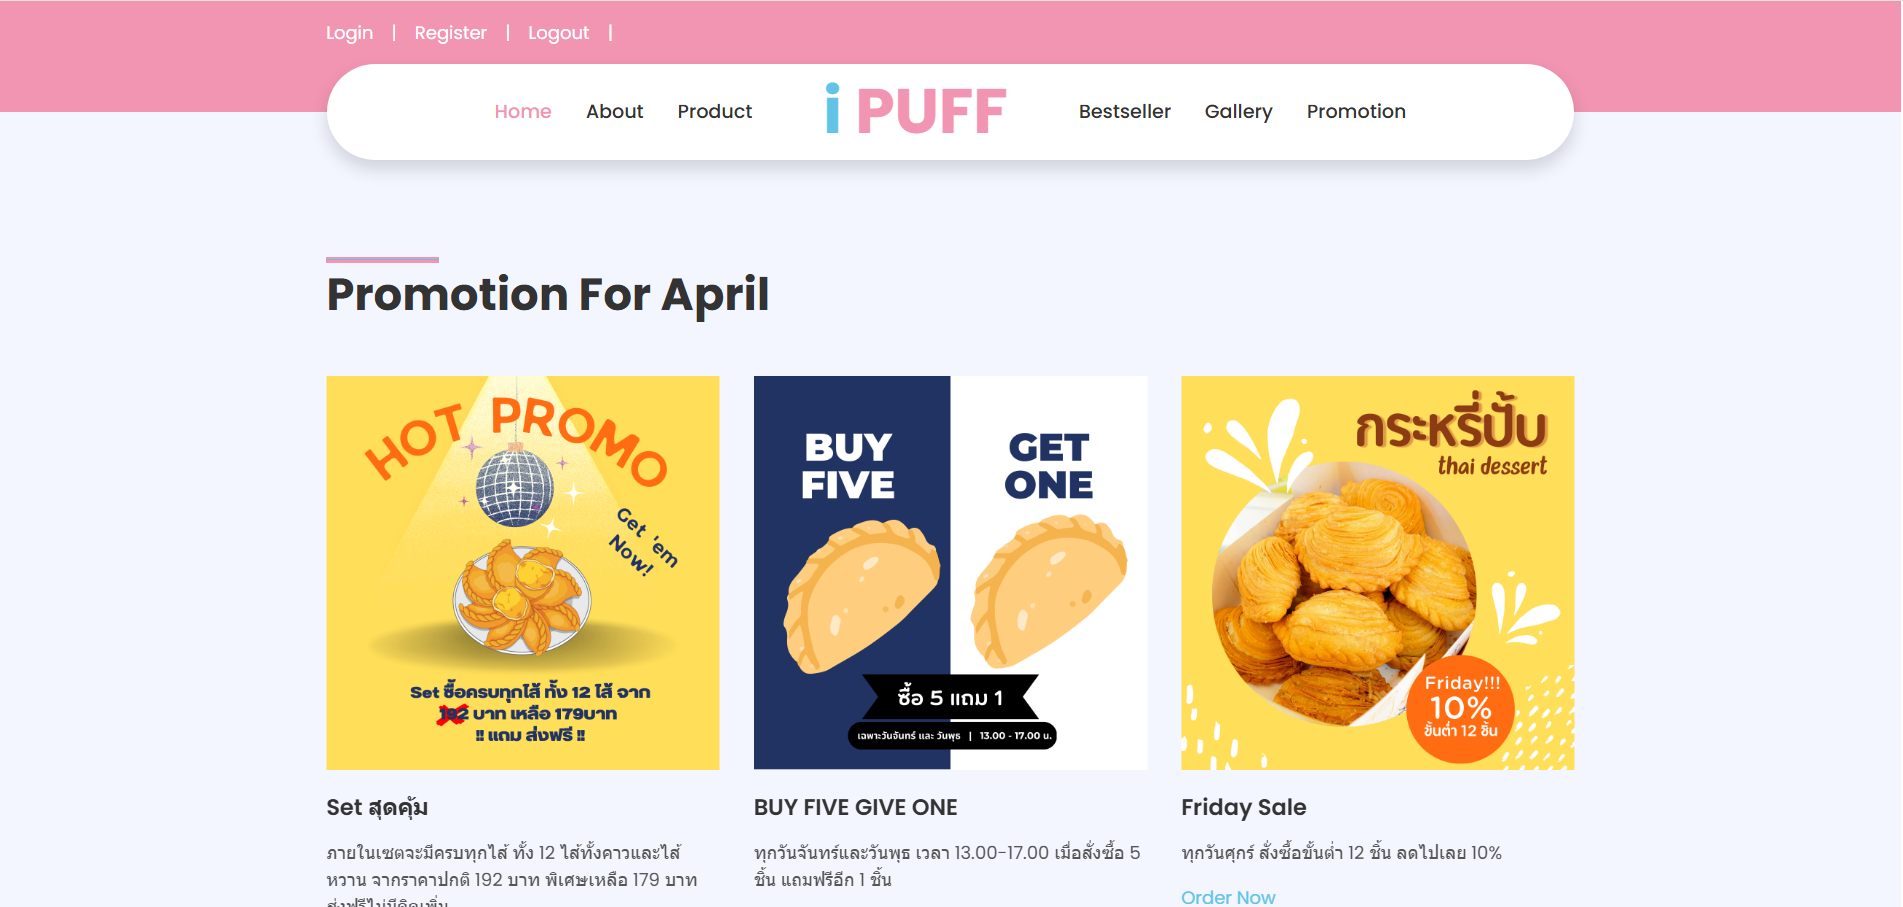 Login | Register | Logout |
Home About Product i PUFF Bestseller Gallery Promotion
Promotion For April
HOT PROMO
Get 'em
Now!
Set ซื้อครบทุกไส้ ทั้ง 12 ไส้ จาก
192 บาท เหลือ 179บาท
!! แถม ส่งฟรี !!
BUY
FIVE
GET
ONE
ซื้อ 5 แถม 1
เฉพาะวันจันทร์ และ วันพุธ | 13.00 - 17.00 น.
กระหรี่ปั้บ
thai dessert
Friday!!!
10%
ขั้นต่ำ 12 ชิ้น
Set สุดคุ้ม
ภายในเซตจะมีครบทุกไส้ ทั้ง 12 ไส้ทั้งคาวและไส้
หวาน จากราคาปกติ 192 บาท พิเศษเหลือ 179 บาท
ส่งฟรีไม่มีคิดเพิ่ม
BUY FIVE GIVE ONE
ทุกวันจันทร์และวันพุธ เวลา 13.00-17.00 เมื่อสั่งซื้อ 5
ชิ้น แถมฟรีอีก 1 ชิ้น
Friday Sale
ทุกวันศุกร์ สั่งซื้อขั้นต่ำ 12 ชิ้น ลดไปเลย 10%
Order Now